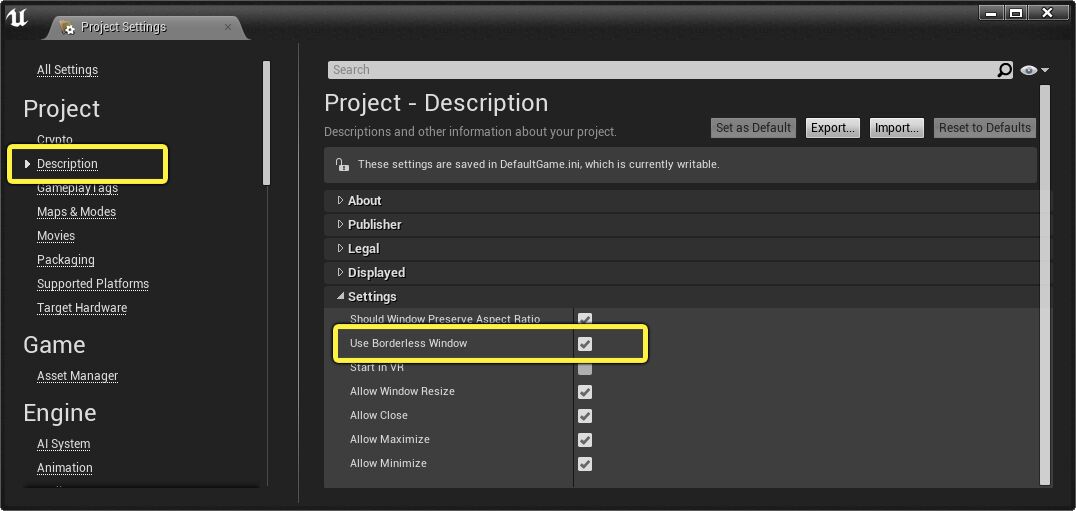 Project Settings
All Settings
Project
Crypto
Description
GameplayTags
Maps & Modes
Movies
Packaging
Supported Platforms
Target Hardware
Game
Asset Manager
Engine
AI System
Animation
Search
Project - Description
Descriptions and other information about your project.
Set as Default
Export...
Import...
Reset to Defaults
These settings are saved in DefaultGame.ini, which is currently writable.
About
Publisher
Legal
Displayed
Settings
Should Window Preserve Aspect Ratio
Use Borderless Window
Start in VR
Allow Window Resize
Allow Close
Allow Maximize
Allow Minimize